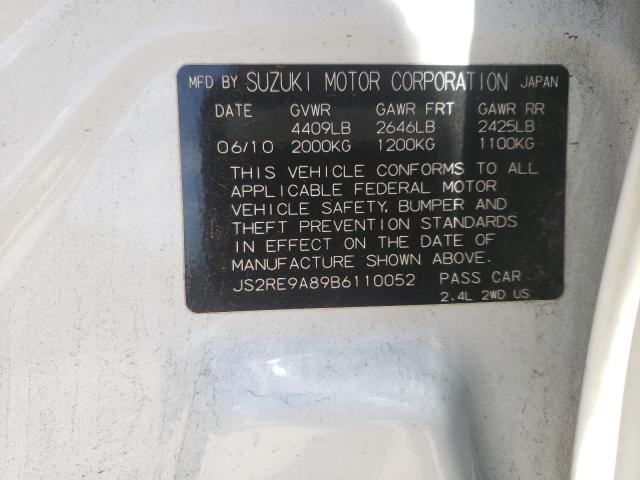 MFD BY SUZUKI MOTOR CORPORATION JAPAN
DATE GVWR GAWR FRT GAWR RR
4409LB 2646LB 2425LB
06/10 2000KG 1200KG 1100KG
THIS VEHICLE CONFORMS TO ALL
APPLICABLE FEDERAL MOTOR
VEHICLE SAFETY, BUMPER AND
THEFT PREVENTION STANDARDS
IN EFFECT ON THE DATE OF
MANUFACTURE SHOWN ABOVE.
JS2RE9A89B6110052 PASS CAR
2.4L 2WD US